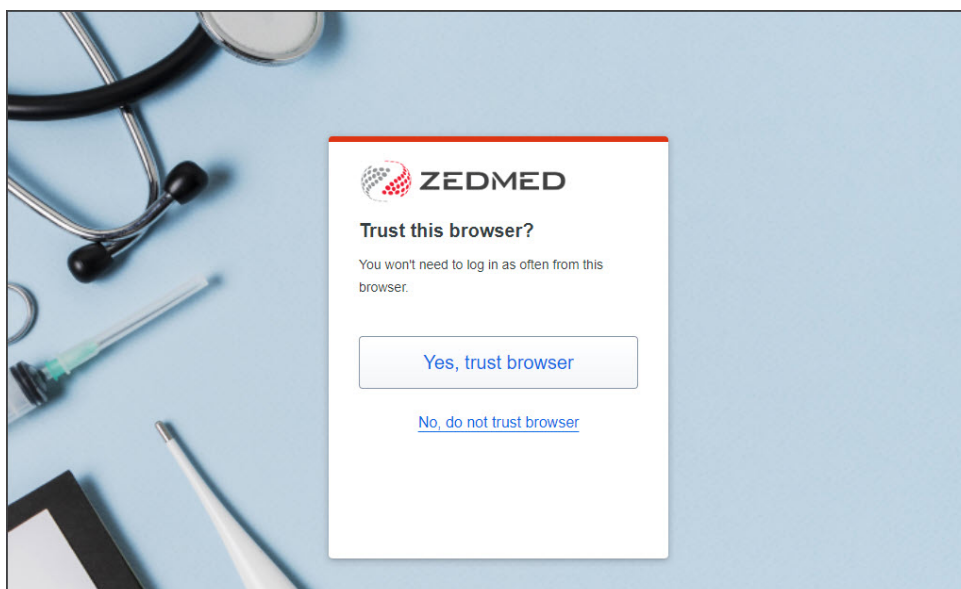 ZEDMED
Trust this browser?
You won't need to log in as often from this
browser.
Yes, trust browser
No, do not trust browser